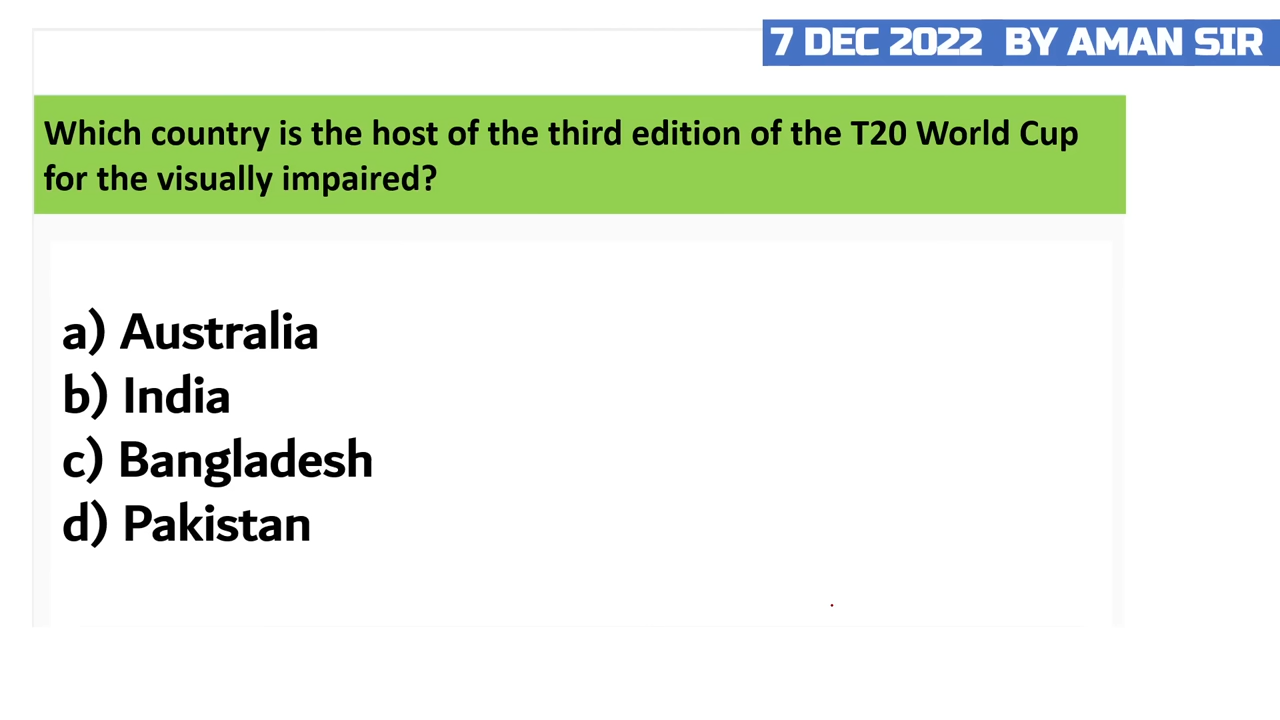 7 DEC 2022 BY AMAN SIR
Which country is the host of the third edition of the T20 World Cup
for the visually impaired?
a) Australia
b) India
c) Bangladesh
d) Pakistan